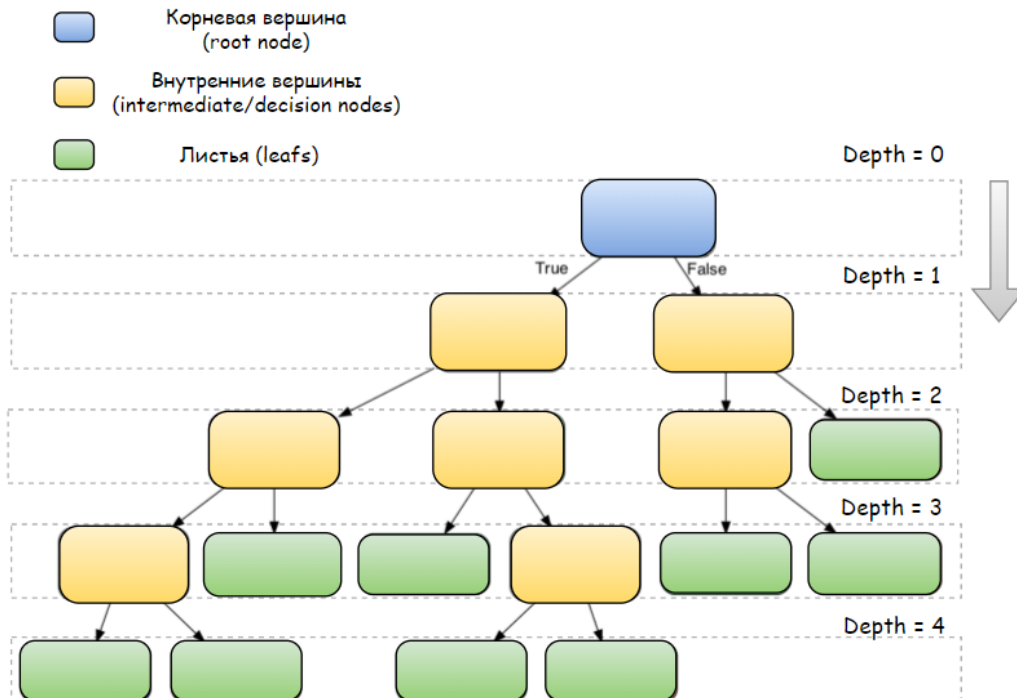 Корневая вершина
(root node)
Внутренние вершины
(intermediate/decision nodes)
Листья (leafs)
Depth = 0
True
False
Depth = 1
Depth = 2
Depth = 3
Depth = 4